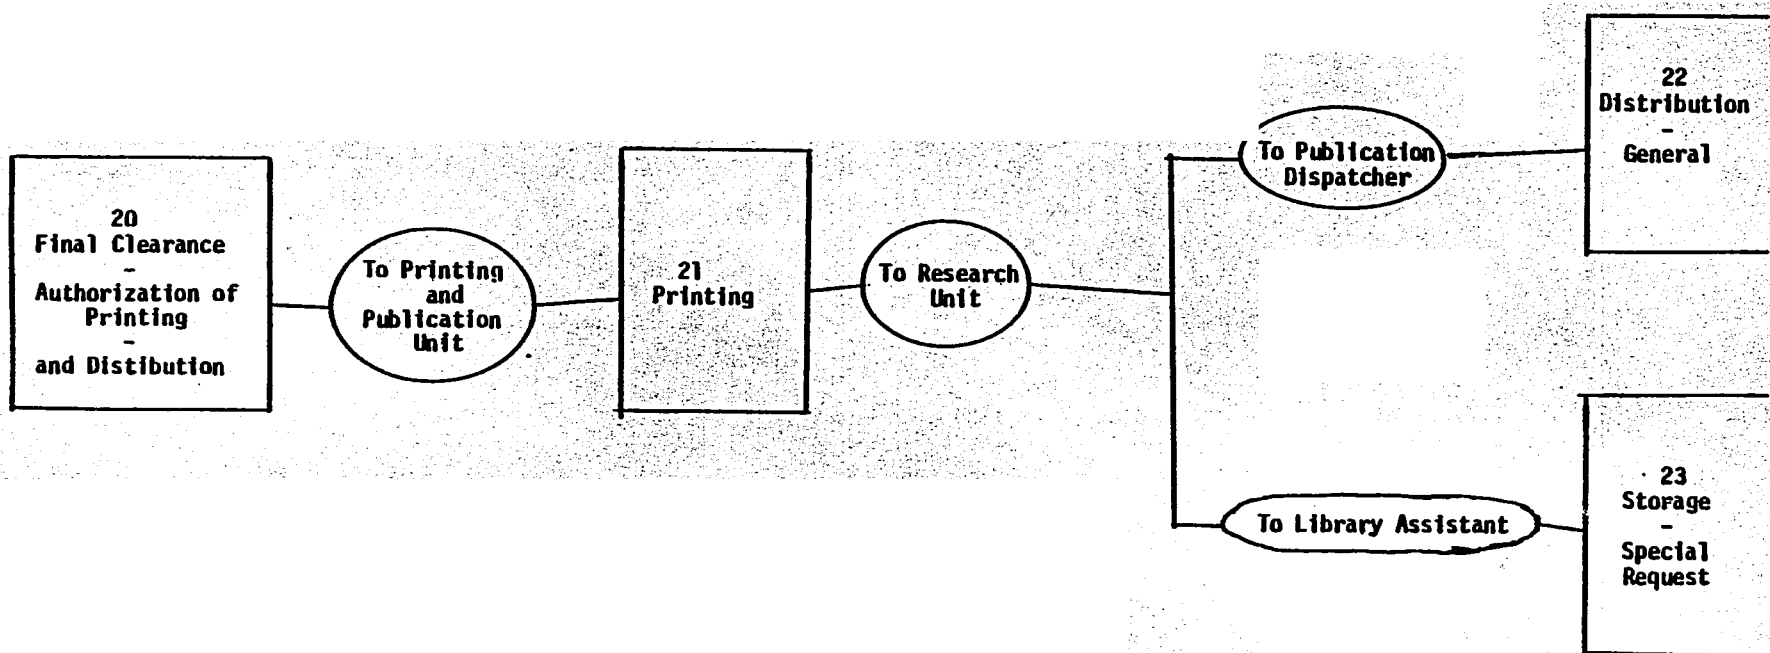 20
Final Clearance
-
Authorization of
Printing
-
and Distibution
To Printing
and
Publication
Unit
21
Printing
To Research
Unit
To Publication
Dispatcher
22
Distribution
-
General
To Library Assistant
23
Storage
-
Special
Request